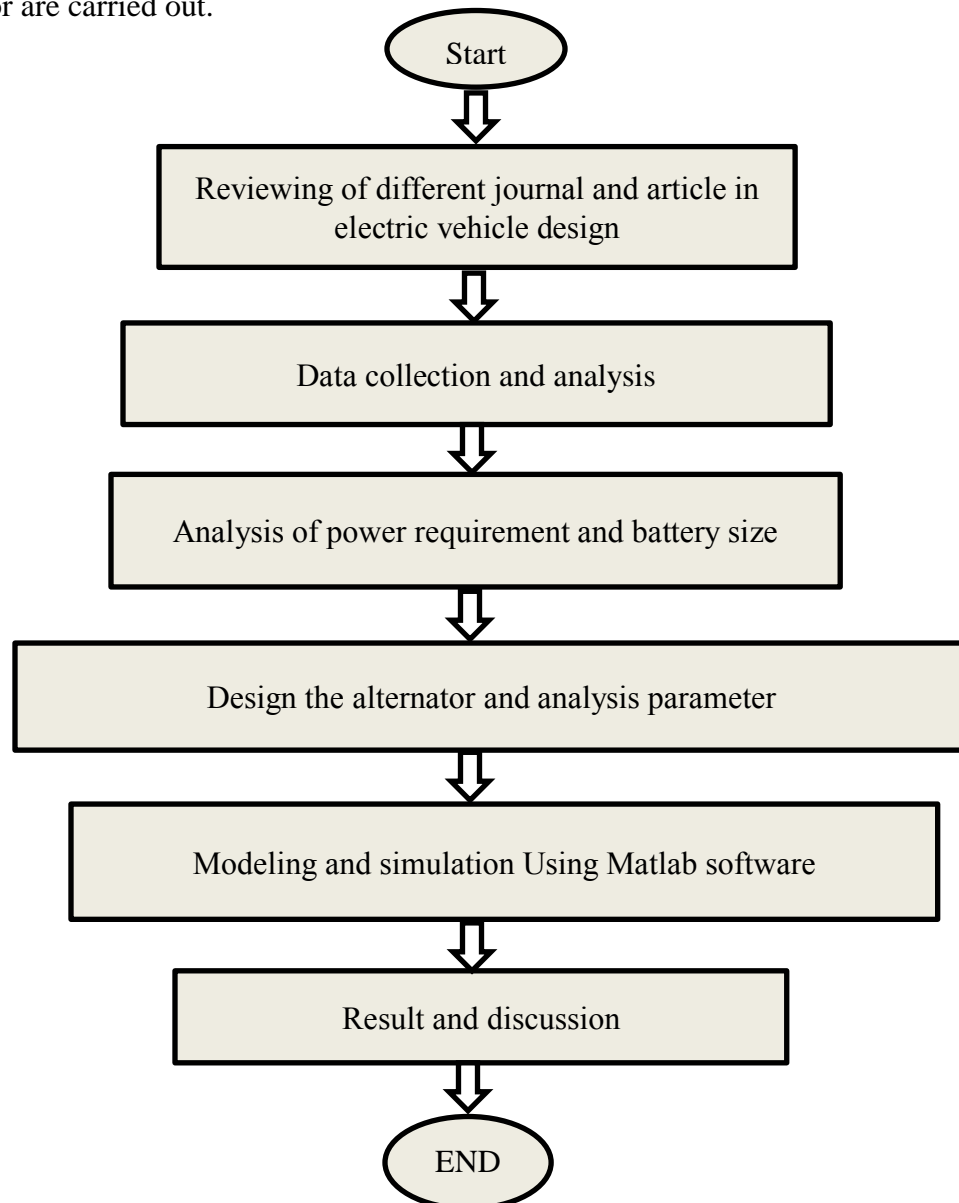 or are carried out.
Start
Reviewing of different journal and article in
electric vehicle design
Data collection and analysis
Analysis of power requirement and battery size
Design the alternator and analysis parameter
Modeling and simulation Using Matlab software
Result and discussion
END